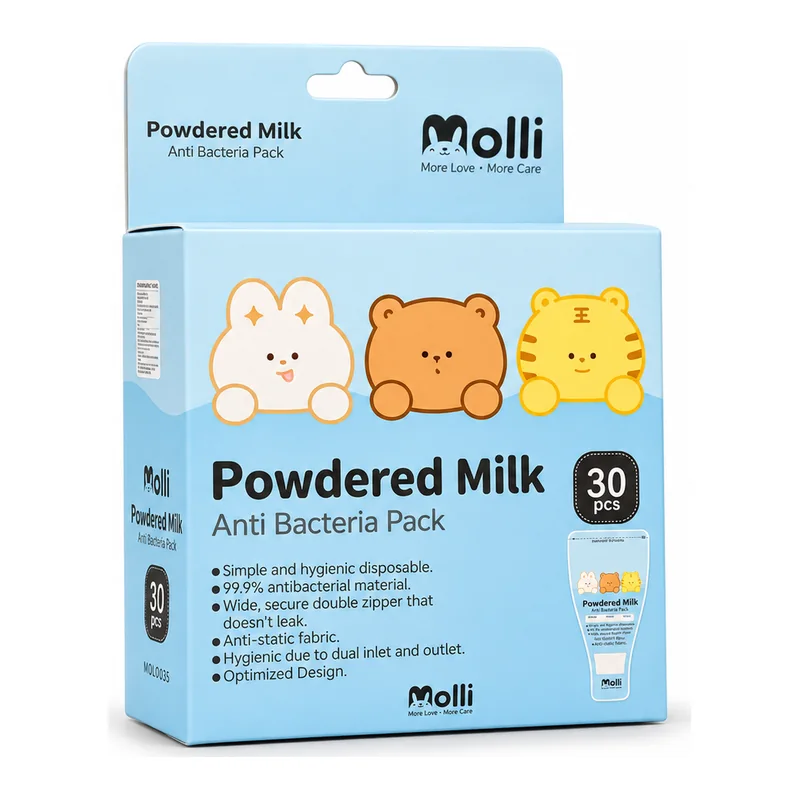 Powdered Milk
Anti Bacteria Pack
Molli
More Love • More Care
王
Powdered Milk
Anti Bacteria Pack
30
pcs
• Simple and hygienic disposable.
• 99.9% antibacterial material.
• Wide, secure double zipper that
doesn't leak.
• Anti-static fabric.
• Hygienic due to dual inlet and outlet.
• Optimized Design.
Molli
More Love • More Care
Powdered Milk
Anti Bacteria Pack
Molli
Molli
Powdered Milk
Anti Bacteria Pack
30
pcs
MOL0035